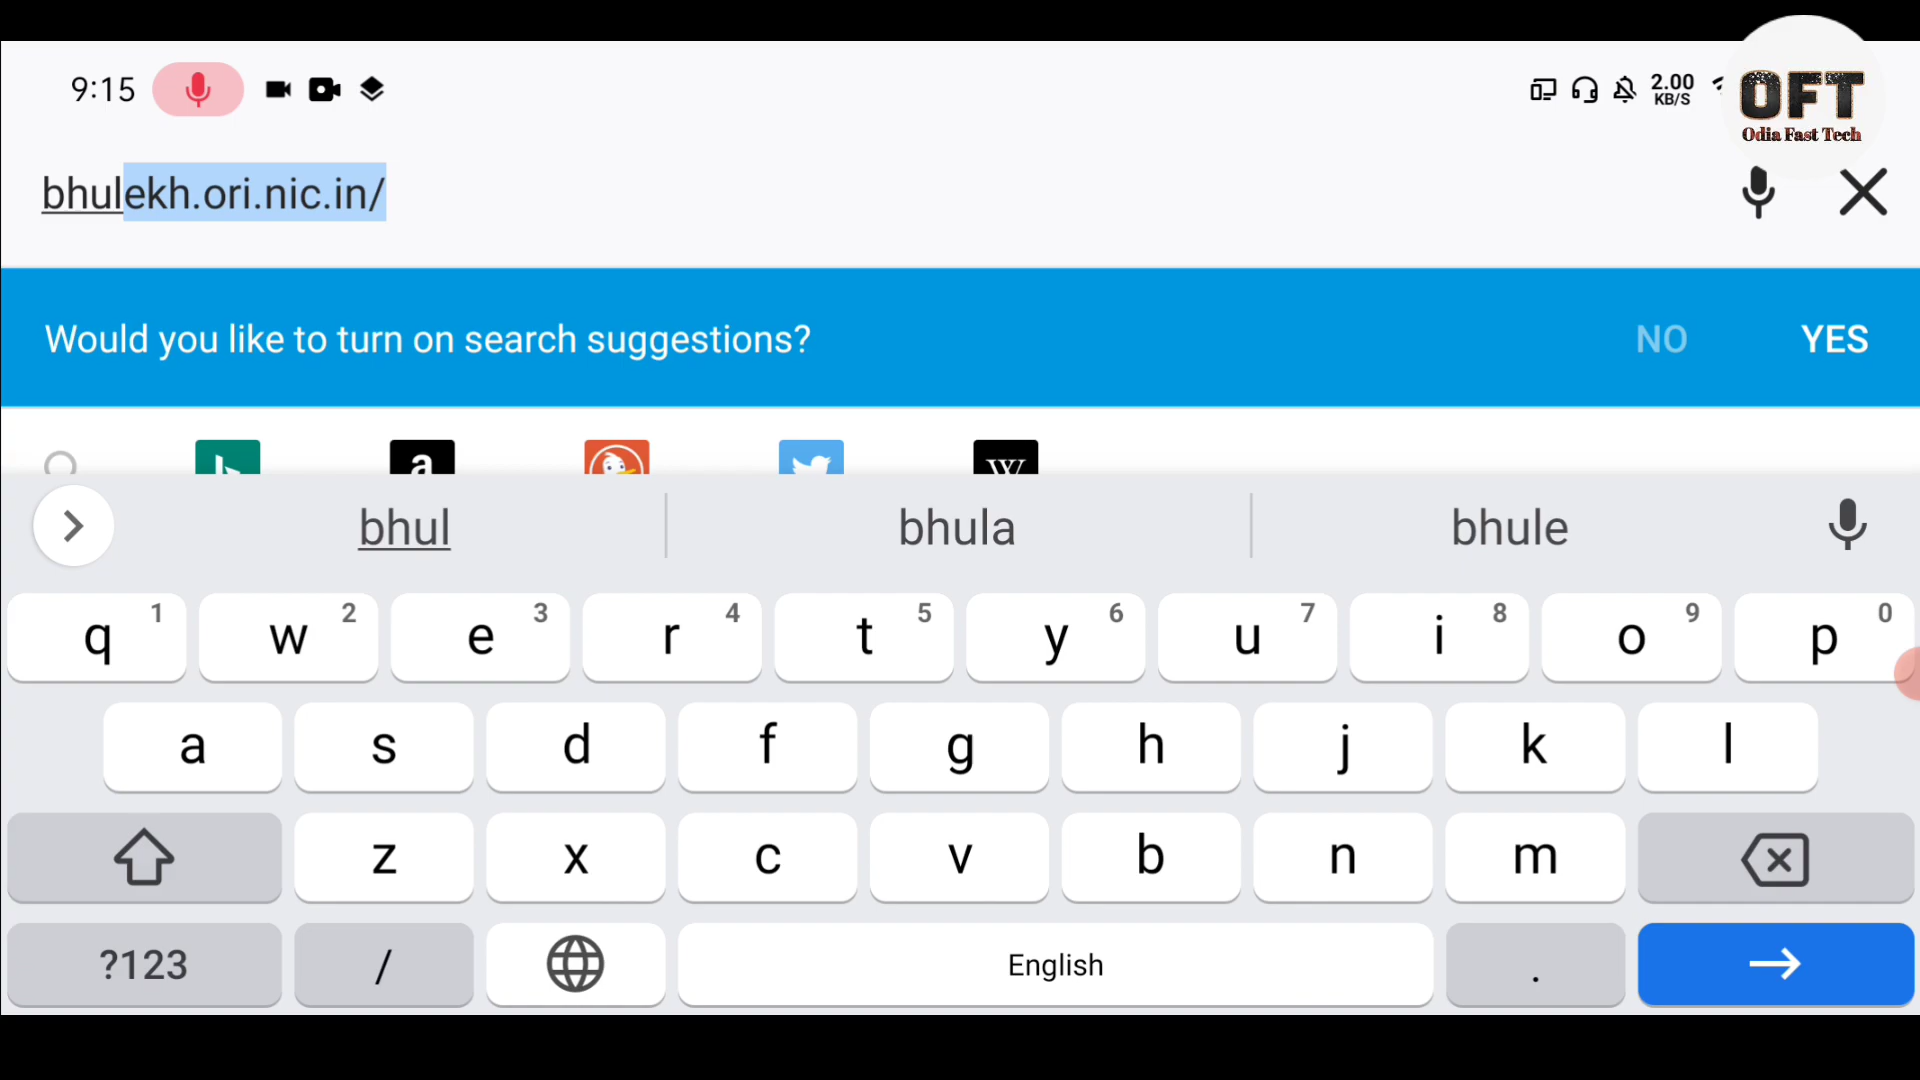 9:15
2.00
KB/S
OFT
Odia Fast Tech
bhulekh.ori.nic.in/
Would you like to turn on search suggestions? NO YES
a W
bhul bhula bhule
q 1 w 2 e 3 r 4 t 5 y 6 u 7 i 8 o 9 p 0
a s d f g h j k l
z x c v b n m
?123 / English .